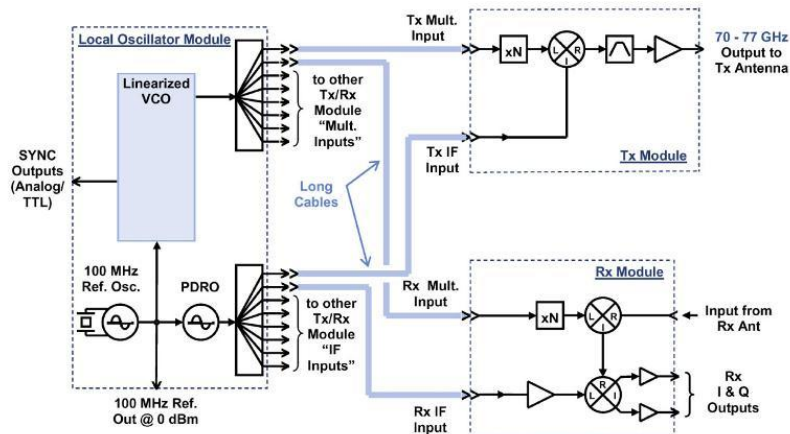 Local Oscillator Module
Linearized
VCO
SYNC
Outputs
(Analog/
TTL)
100 MHz
Ref. Osc.
PDRO
100 MHz Ref.
Out @ 0 dBm
to other
Tx/Rx
Module
“Mult.
Inputs”
to other
Tx/Rx
Module
“IF
Inputs”
Long
Cables
Tx Mult.
Input
Tx IF
Input
xN
L
R
I
70 - 77 GHz
Output to
Tx Antenna
Tx Module
Rx Mult.
Input
Rx IF
Input
Rx Module
xN
L
R
I
Input from
Rx Ant
R
L
I
Rx
I & Q
Outputs